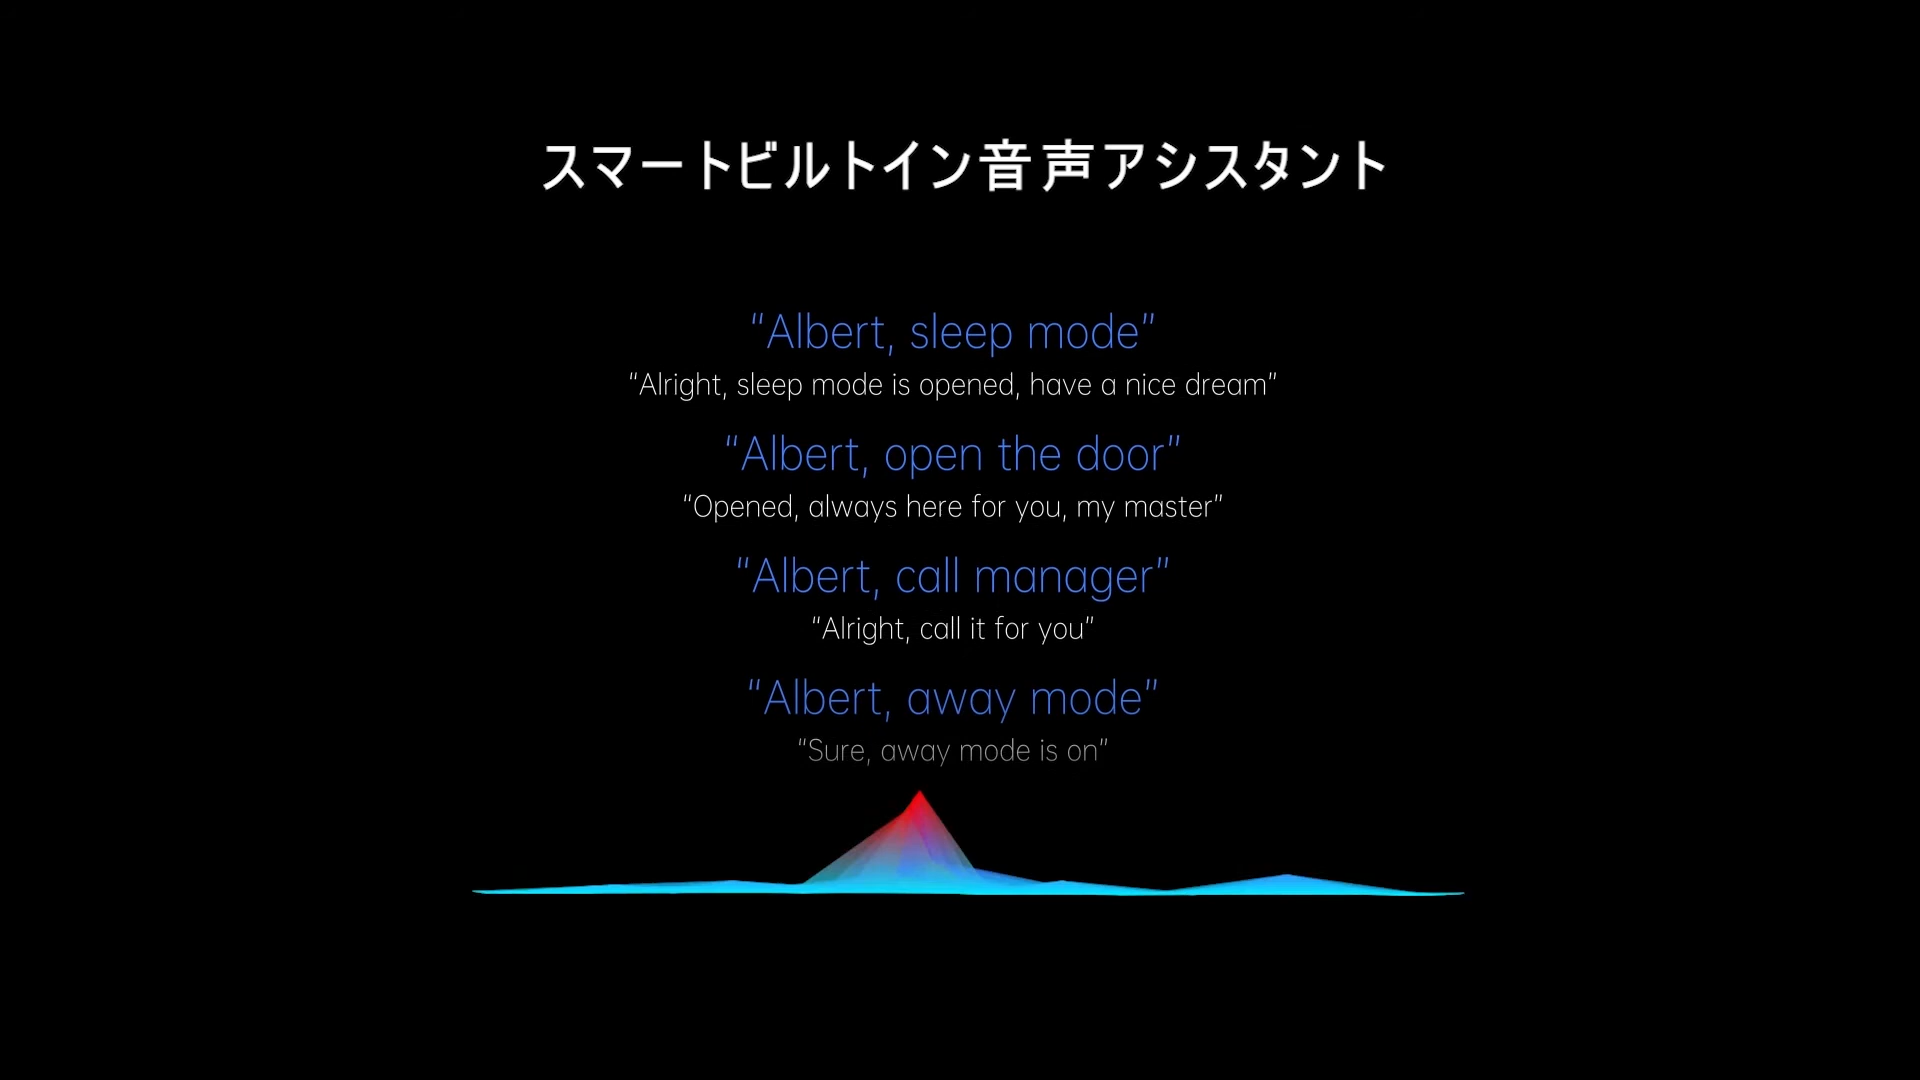 スマートビルトイン音声アシスタント
“Albert, sleep mode”
“Alright, sleep mode is opened, have a nice dream”
“Albert, open the door”
“Opened, always here for you, my master”
“Albert, call manager”
“Alright, call it for you”
“Albert, away mode”
“Sure, away mode is on”